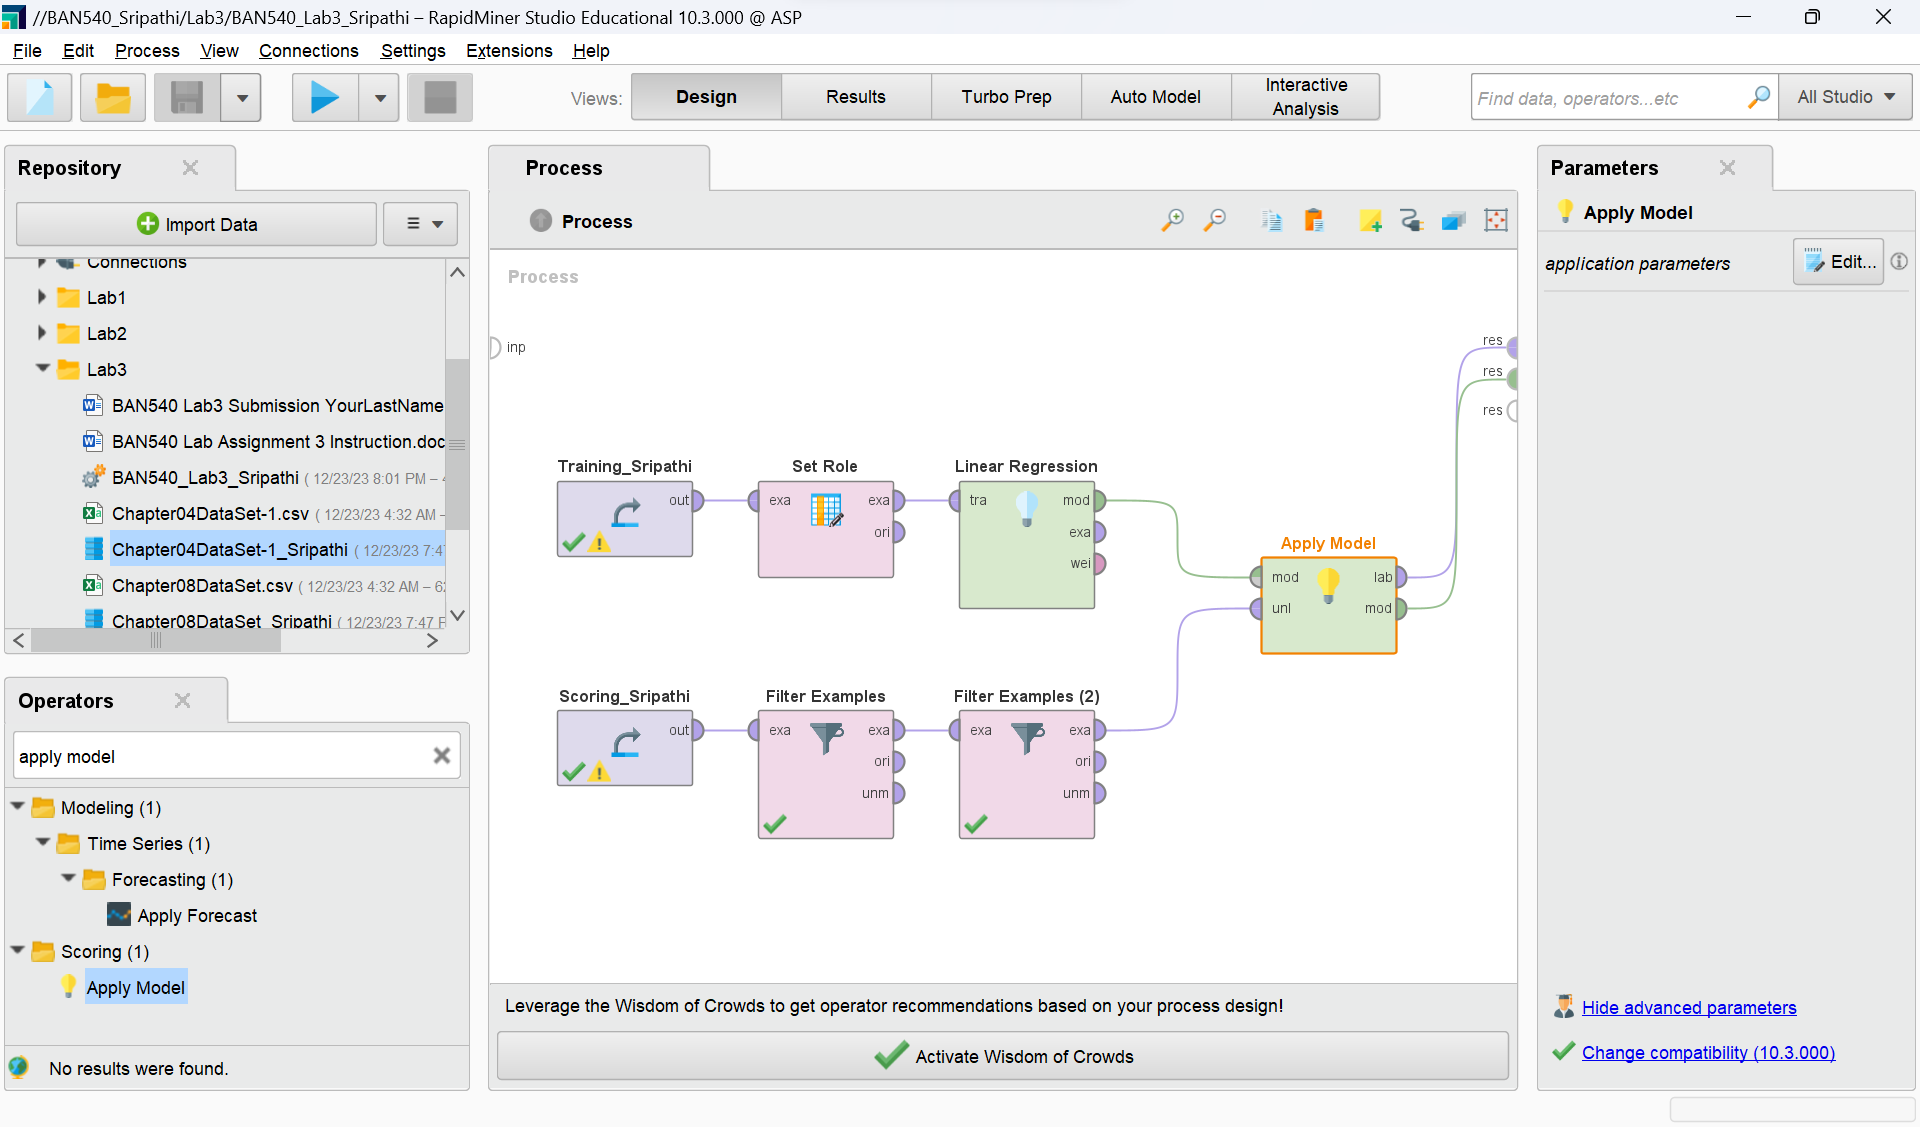 //BAN540_Sripathi/Lab3/BAN540_Lab3_Sripathi – RapidMiner Studio Educational 10.3.000 @ ASP
File Edit Process View Connections Settings Extensions Help
Views: Design Results Turbo Prep Auto Model Interactive Analysis
Find data, operators...etc
All Studio
Repository
Import Data
Connections
Lab1
Lab2
Lab3
BAN540 Lab3 Submission YourLastName
BAN540 Lab Assignment 3 Instruction.doc
BAN540_Lab3_Sripathi ( 12/23/23 8:01 PM –
Chapter04DataSet-1.csv ( 12/23/23 4:32 AM –
Chapter04DataSet-1_Sripathi ( 12/23/23 7:47
Chapter08DataSet.csv ( 12/23/23 4:32 AM – 6
Chapter08DataSet_Sripathi ( 12/23/23 7:47
Operators
apply model
Modeling (1)
Time Series (1)
Forecasting (1)
Apply Forecast
Scoring (1)
Apply Model
No results were found.
Process
Process
Process
inp
res
res
res
Training_Sripathi
out
Set Role
exa exa
ori
Linear Regression
tra mod
exa
wei
Apply Model
mod lab
unl mod
Scoring_Sripathi
out
Filter Examples
exa exa
ori
unm
Filter Examples (2)
exa exa
ori
unm
Leverage the Wisdom of Crowds to get operator recommendations based on your process design!
Activate Wisdom of Crowds
Parameters
Apply Model
application parameters
Edit...
Hide advanced parameters
Change compatibility (10.3.000)